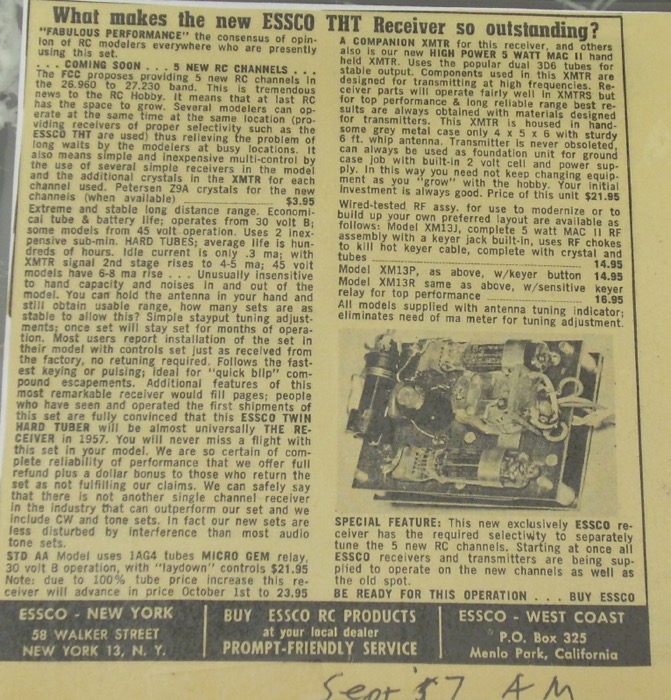 What makes the new ESSCO THT Receiver so outstanding?
"FABULOUS PERFORMANCE" the consensus of opin-
ion of RC modelers everywhere who are presently
using this set.
. . . COMING SOON . . . 5 NEW RC CHANNELS . . .
The FCC proposes providing 5 new RC channels in
the 26.960 to 27.230 band. This is tremendous
news to the RC Hobby. It means that at last RC
has the space to grow. Several modelers can op-
erate at the same time at the same location (pro-
viding receivers of proper selectivity such as the
ESSCO THT are used) thus relieving the problem of
long waits by the modelers at busy locations. It
also means simple and inexpensive multi-control by
the use of several simple receivers in the model
and the additional crystals in the XMTR for each
channel used. Petersen Z9A crystals for the new
channels (when available) $3.95
Extreme and stable long distance range. Economi-
cal tube & battery life; operates from 30 volt B;
some models from 45 volt operation. Uses 2 inex-
pensive sub-min. HARD TUBES; average life is hun-
dreds of hours. Idle current is only .3 ma; with
XMTR signal 2nd stage rises to 4-5 ma; 45 volt
models have 6-8 ma rise . . . Unusually insensitive
to hand capacity and noises in and out of the
model. You can hold the antenna in your hand and
still obtain usable range, how many sets are as
stable to allow this? Simple stayput tuning adjust-
ments; once set will stay for months of opera-
tion. Most users report installation of the set in
their model with controls set just as received from
the factory, no retuning required. Follows the fast-
est keying or pulsing; ideal for "quick blip" com-
pound escapements. Additional features of this
most remarkable receiver would fill pages; people
who have seen and operated the first shipments of
this set are fully convinced that this ESSCO TWIN
HARD TUBER will be almost universally THE RE-
CEIVER in 1957. You will never miss a flight with
this set in your model. We are so certain of com-
plete reliability of performance that we offer full
refund plus a dollar bonus to those who return the
set as not fulfilling our claims. We can safely say
that there is not another single channel receiver
in the industry that can outperform our set and we
include CW and tone sets. In fact our new sets are
less disturbed by interference than most audio
tone sets.
STD AA Model uses 1AG4 tubes MICRO GEM relay,
30 volt B operation, with "laydown" controls $21.95
Note: due to 100% tube price increase this re-
ceiver will advance in price October 1st to 23.95
A COMPANION XMTR for this receiver, and others
also is our new HIGH POWER 5 WATT MAC II hand
held XMTR. Uses the popular dual 3D6 tubes for
stable output. Components used in this XMTR are
designed for transmitting at high frequencies. Re-
ceiver parts will operate fairly well in XMTRS but
for top performance & long reliable range best re-
sults are always obtained with materials designed
for transmitters. This XMTR is housed in hand-
some grey metal case only 4 x 5 x 6 with sturdy
6 ft. whip antenna. Transmitter is never obsoleted,
can always be used as foundation unit for ground
case job with built-in 2 volt cell and power sup-
ply. In this way you need not keep changing equip-
ment as you "grow" with the hobby. Your initial
investment is always good. Price of this unit $21.95
Wired-tested RF assy. for use to modernize or to
build up your own preferred layout are available as
follows: Model XM13J, complete 5 watt MAC II RF
assembly with a keyer jack built-in, uses RF chokes
to kill hot keyer cable, complete with crystal and
tubes 14.95
Model XM13P, as above, w/keyer button 14.95
Model XM13R same as above, w/sensitive keyer
relay for top performance 16.95
All models supplied with antenna tuning indicator;
eliminates need of ma meter for tuning adjustment.
SPECIAL FEATURE: This new exclusively ESSCO re-
ceiver has the required selectivity to separately
tune the 5 new RC channels. Starting at once all
ESSCO receivers and transmitters are being sup-
plied to operate on the new channels as well as
the old spot.
BE READY FOR THIS OPERATION . . . BUY ESSCO
ESSCO - NEW YORK
58 WALKER STREET
NEW YORK 13, N. Y.
BUY ESSCO RC PRODUCTS
at your local dealer
PROMPT-FRIENDLY SERVICE
ESSCO - WEST COAST
P.O. Box 325
Menlo Park, California
Sept '57 AM